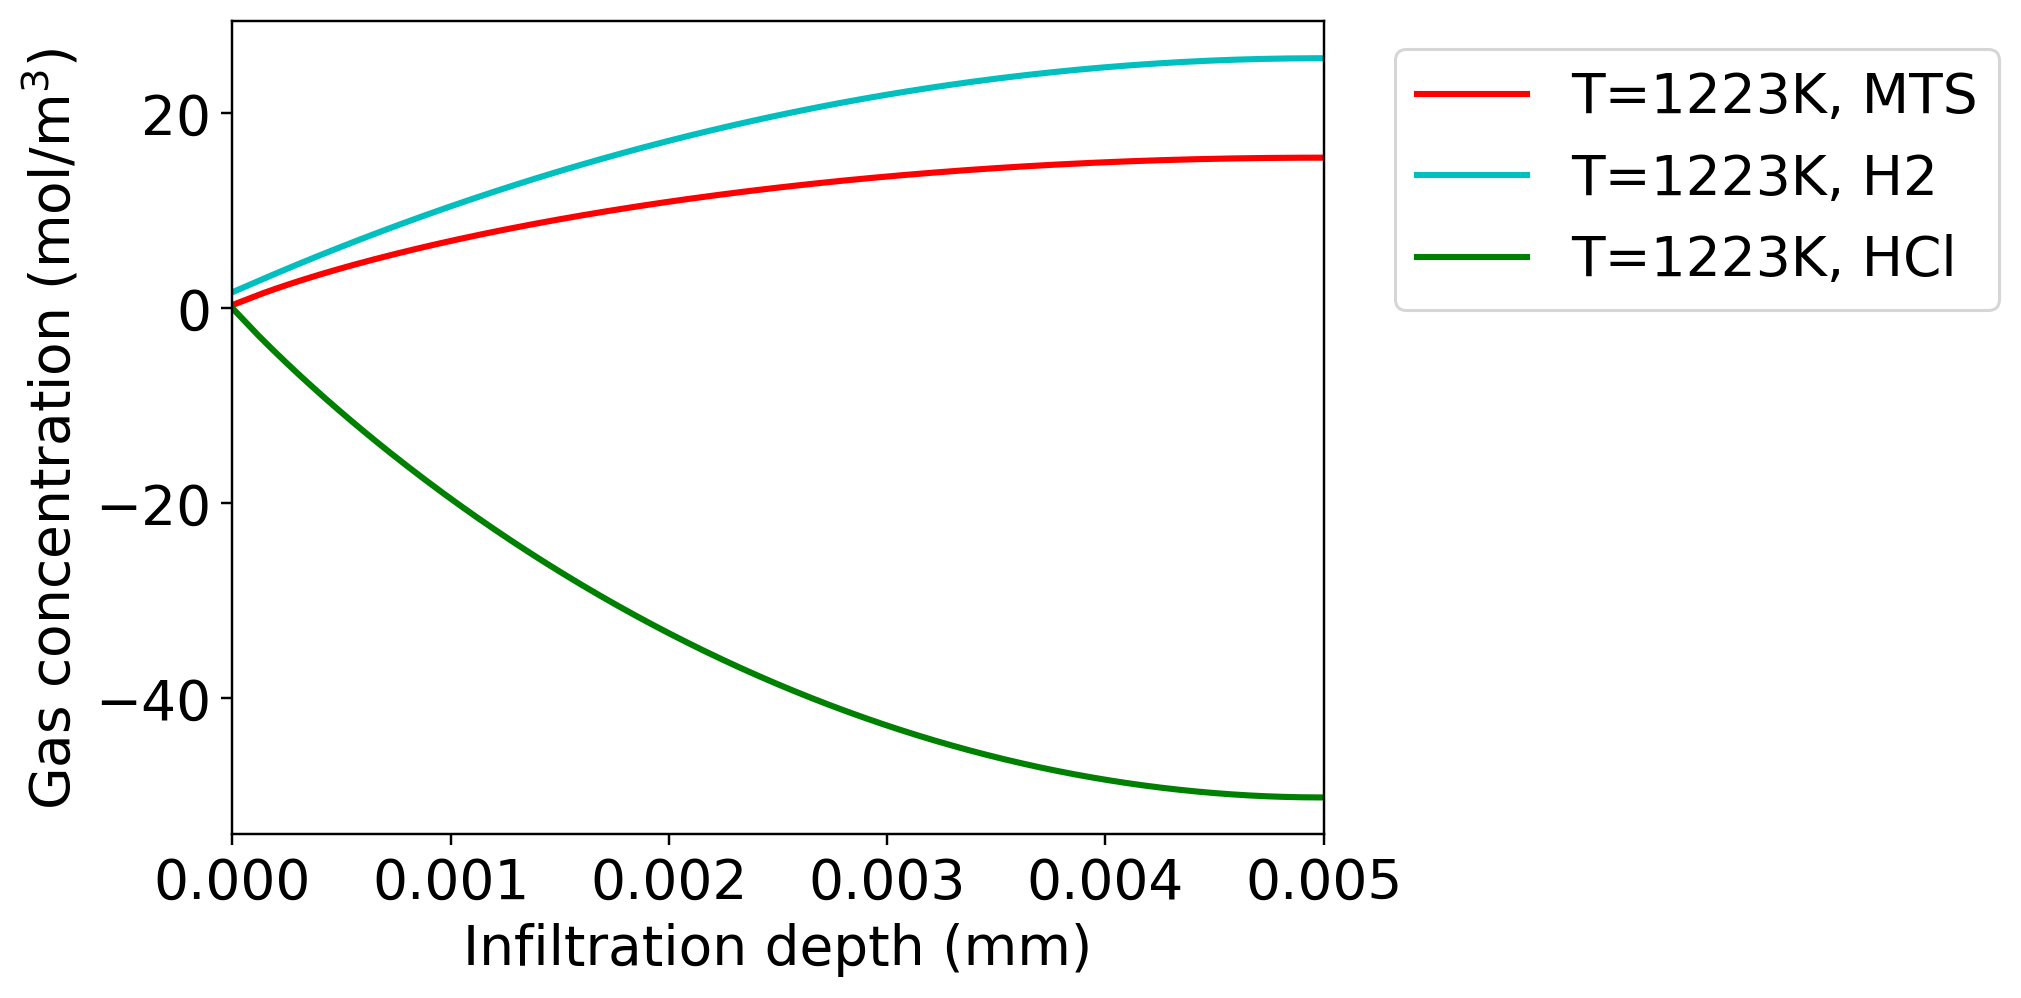 Gas concentration (mol/m³)
20
0
−20
−40
0.000 0.001 0.002 0.003 0.004 0.005
Infiltration depth (mm)
T=1223K, MTS
T=1223K, H2
T=1223K, HCl